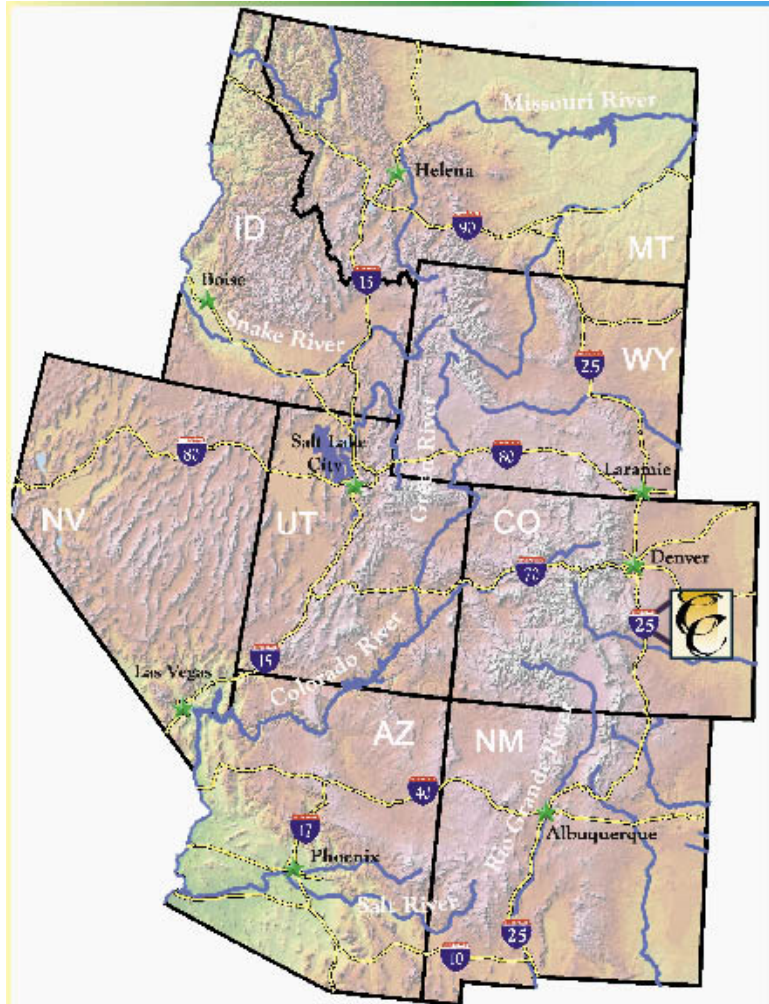 Missouri River
Helena
90
ID
MT
15
Boise
Snake River
25
WY
Salt Lake
City
80
Green River
80
Laramie
NV
UT
CO
Denver
70
25
EC
15
Las Vegas
Colorado River
AZ
NM
Rio Grande River
40
17
Albuquerque
Phoenix
Salt River
25
10